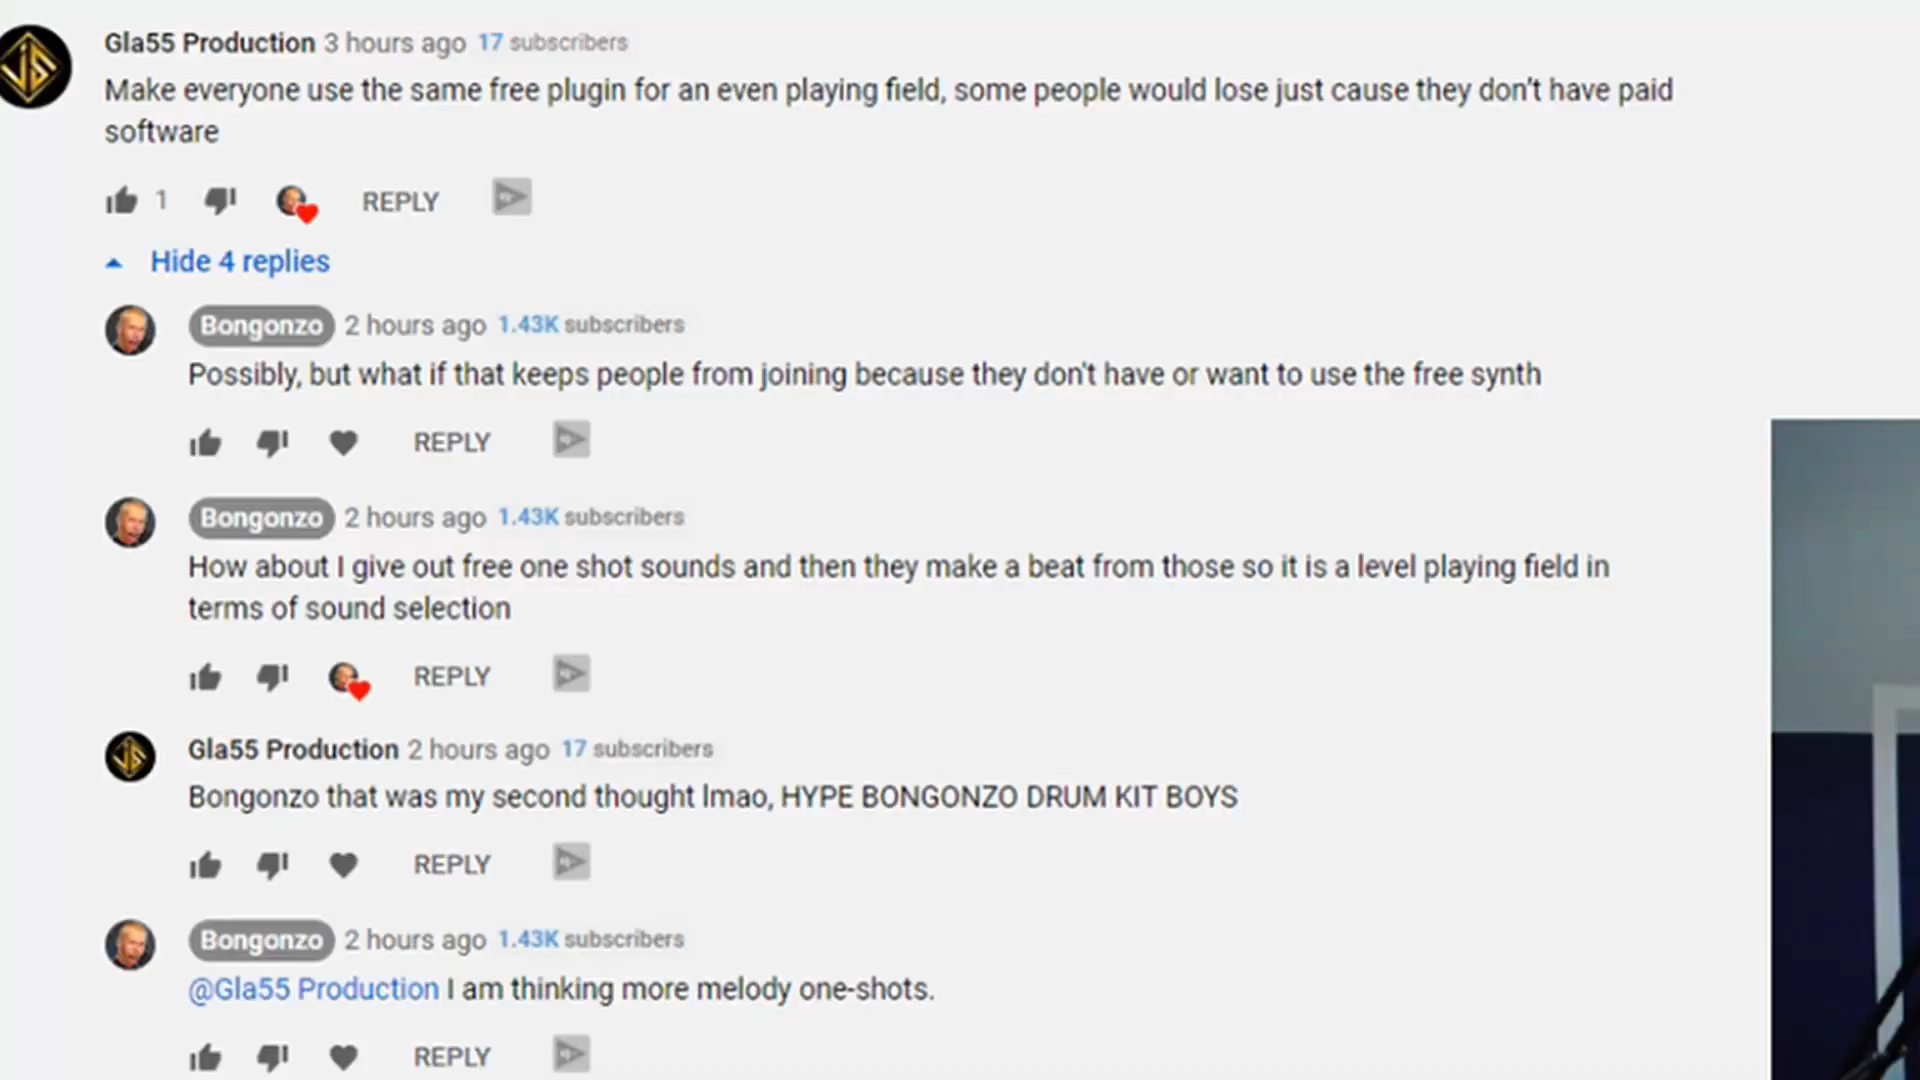 Gla55 Production 3 hours ago 17 subscribers
Make everyone use the same free plugin for an even playing field, some people would lose just cause they don't have paid
software
1 REPLY
Hide 4 replies
Bongonzo 2 hours ago 1.43K subscribers
Possibly, but what if that keeps people from joining because they don't have or want to use the free synth
REPLY
Bongonzo 2 hours ago 1.43K subscribers
How about I give out free one shot sounds and then they make a beat from those so it is a level playing field in
terms of sound selection
REPLY
Gla55 Production 2 hours ago 17 subscribers
Bongonzo that was my second thought lmao, HYPE BONGONZO DRUM KIT BOYS
REPLY
Bongonzo 2 hours ago 1.43K subscribers
@Gla55 Production I am thinking more melody one-shots.
REPLY